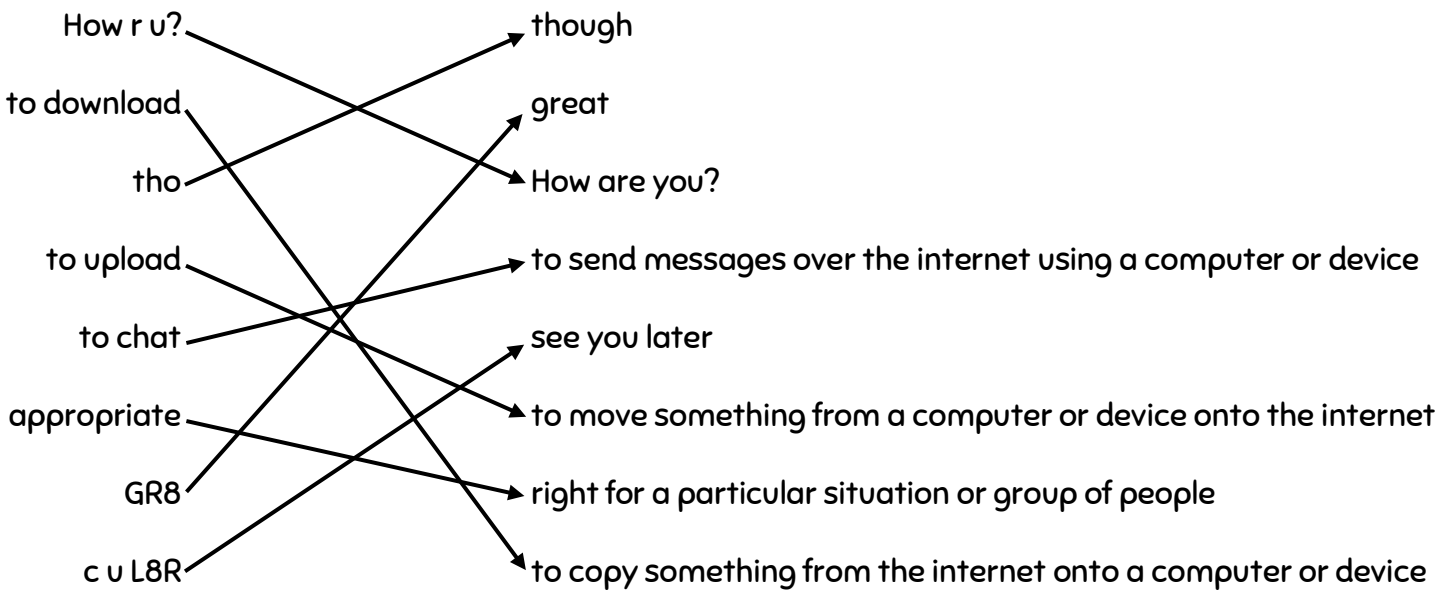 How r u? though
to download great
tho How are you?
to upload to send messages over the internet using a computer or device
to chat see you later
appropriate to move something from a computer or device onto the internet
GR8 right for a particular situation or group of people
c u L8R to copy something from the internet onto a computer or device